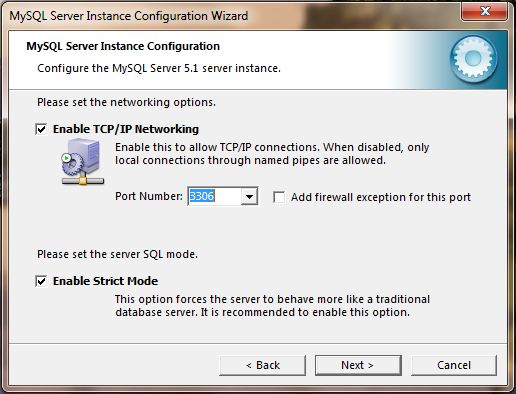 MySQL Server Instance Configuration Wizard
MySQL Server Instance Configuration
Configure the MySQL Server 5.1 server instance.
Please set the networking options.
Enable TCP/IP Networking
Enable this to allow TCP/IP connections. When disabled, only
local connections through named pipes are allowed.
Port Number: 3306 Add firewall exception for this port
Please set the server SQL mode.
Enable Strict Mode
This option forces the server to behave more like a traditional
database server. It is recommended to enable this option.
< Back Next > Cancel